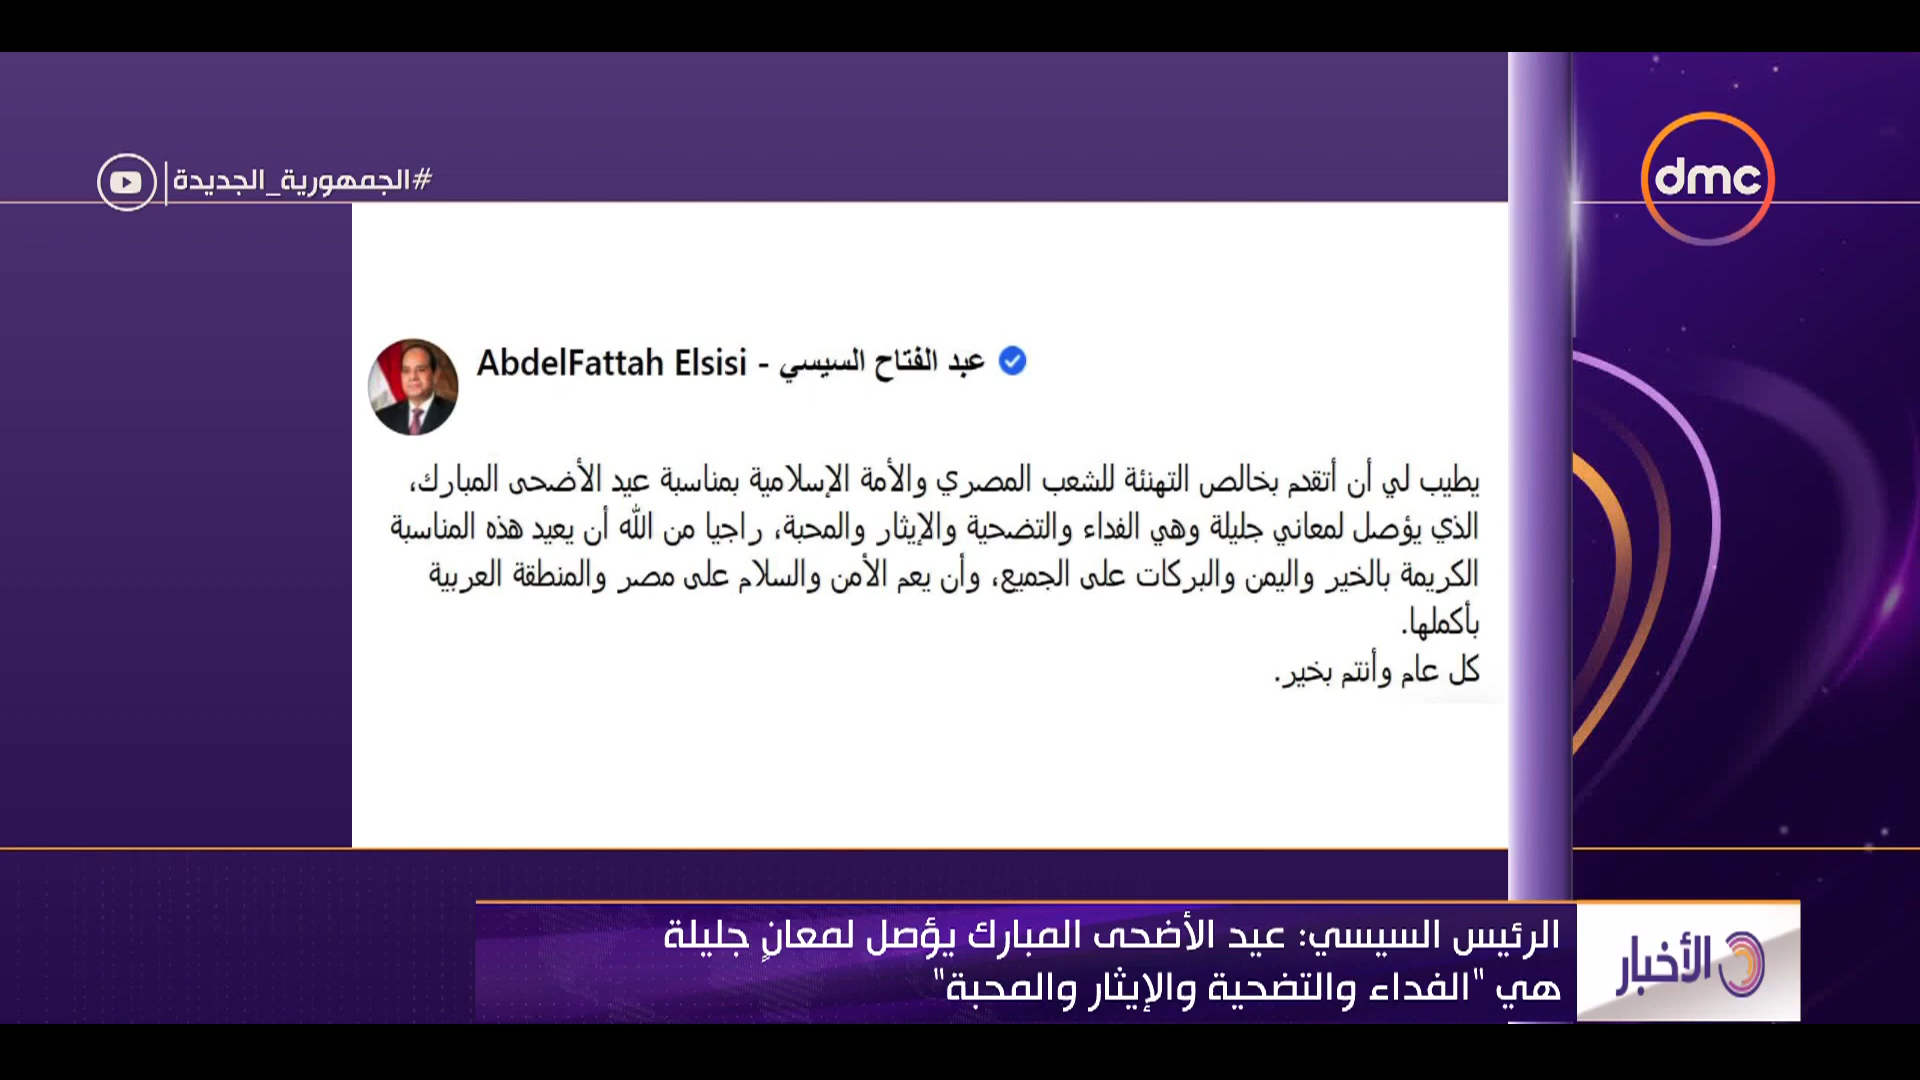 #الجمهورية_الجديدة
dmc
AbdelFattah Elsisi - عبد الفتاح السيسي
يطيب لي أن أتقدم بخالص التهنئة للشعب المصري والأمة الإسلامية بمناسبة عيد الأضحى المبارك،
الذي يؤصل لمعاني جليلة وهي الفداء والتضحية والإيثار والمحبة، راجيا من الله أن يعيد هذه المناسبة
الكريمة بالخير واليمن والبركات على الجميع، وأن يعم الأمن والسلام على مصر والمنطقة العربية
بأكملها.
كل عام وأنتم بخير.
الرئيس السيسي: عيد الأضحى المبارك يؤصل لمعانٍ جليلة
هي "الفداء والتضحية والإيثار والمحبة"
الأخبار